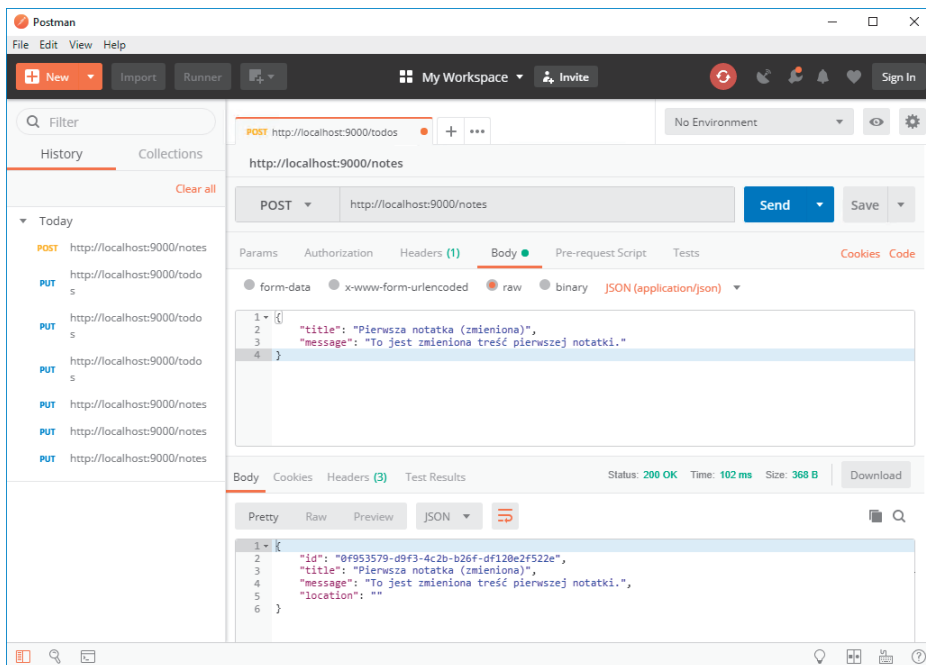 Postman
File Edit View Help
New Import Runner My Workspace Invite Sign In
Filter
History Collections
Clear all
Today
POST http://localhost:9000/notes
PUT http://localhost:9000/todo
s
PUT http://localhost:9000/todo
s
PUT http://localhost:9000/todo
s
PUT http://localhost:9000/notes
PUT http://localhost:9000/notes
PUT http://localhost:9000/notes
POST http://localhost:9000/todos
No Environment
http://localhost:9000/notes
POST http://localhost:9000/notes Send Save
Params Authorization Headers (1) Body Pre-request Script Tests Cookies Code
form-data x-www-form-urlencoded raw binary JSON (application/json)
1 {
2 "title": "Pierwsza notatka (zmieniona)",
3 "message": "To jest zmieniona treść pierwszej notatki."
4 }
Body Cookies Headers (3) Test Results Status: 200 OK Time: 102 ms Size: 368 B Download
Pretty Raw Preview JSON
1 {
2 "id": "0f953579-d9f3-4c2b-b26f-df120e2f522e",
3 "title": "Pierwsza notatka (zmieniona)",
4 "message": "To jest zmieniona treść pierwszej notatki.",
5 "location": ""
6 }